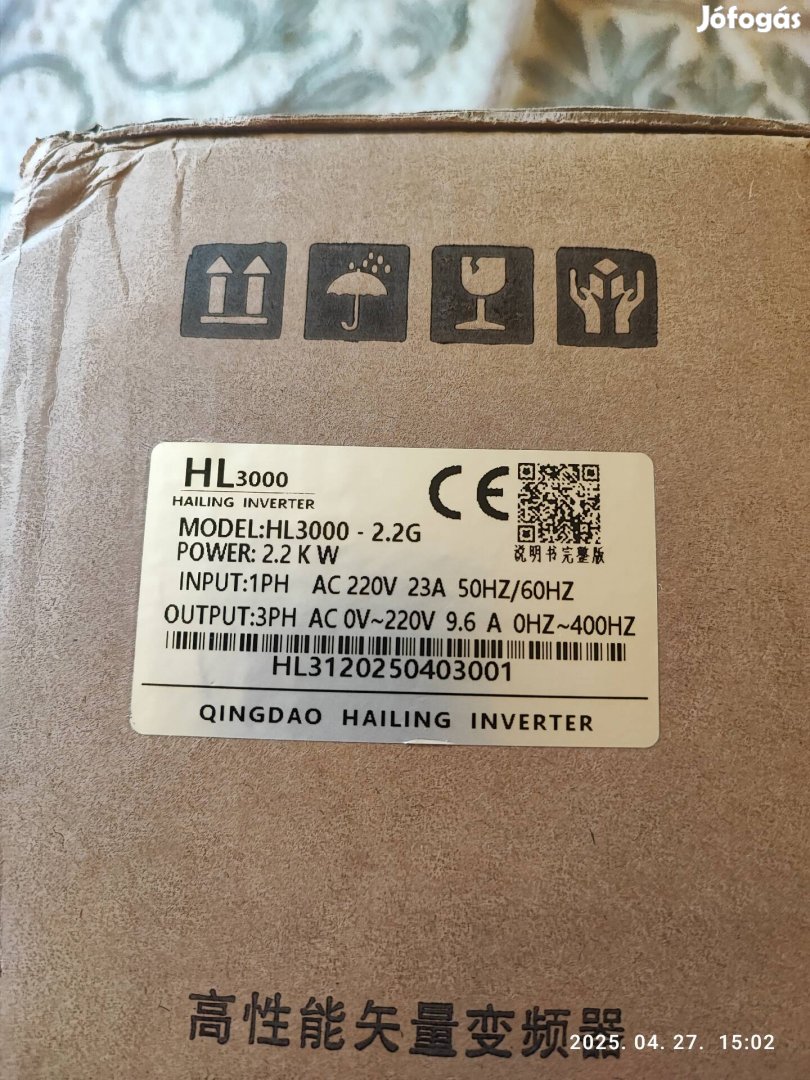 Jófogás
HL3000
HAILING INVERTER
CE
MODEL:HL3000 - 2.2G
POWER: 2.2 K W
说明书完整版
INPUT:1PH AC 220V 23A 50HZ/60HZ
OUTPUT:3PH AC 0V~220V 9.6 A 0HZ~400HZ
HL3120250403001
QINGDAO HAILING INVERTER
高性能矢量变频器
2025. 04. 27. 15:02